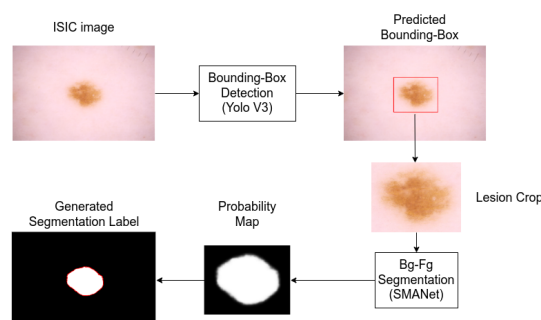 ISIC image
Bounding-Box
Detection
(Yolo V3)
Predicted
Bounding-Box
Lesion Crop
Bg-Fg
Segmentation
(SMANet)
Probability
Map
Generated
Segmentation Label